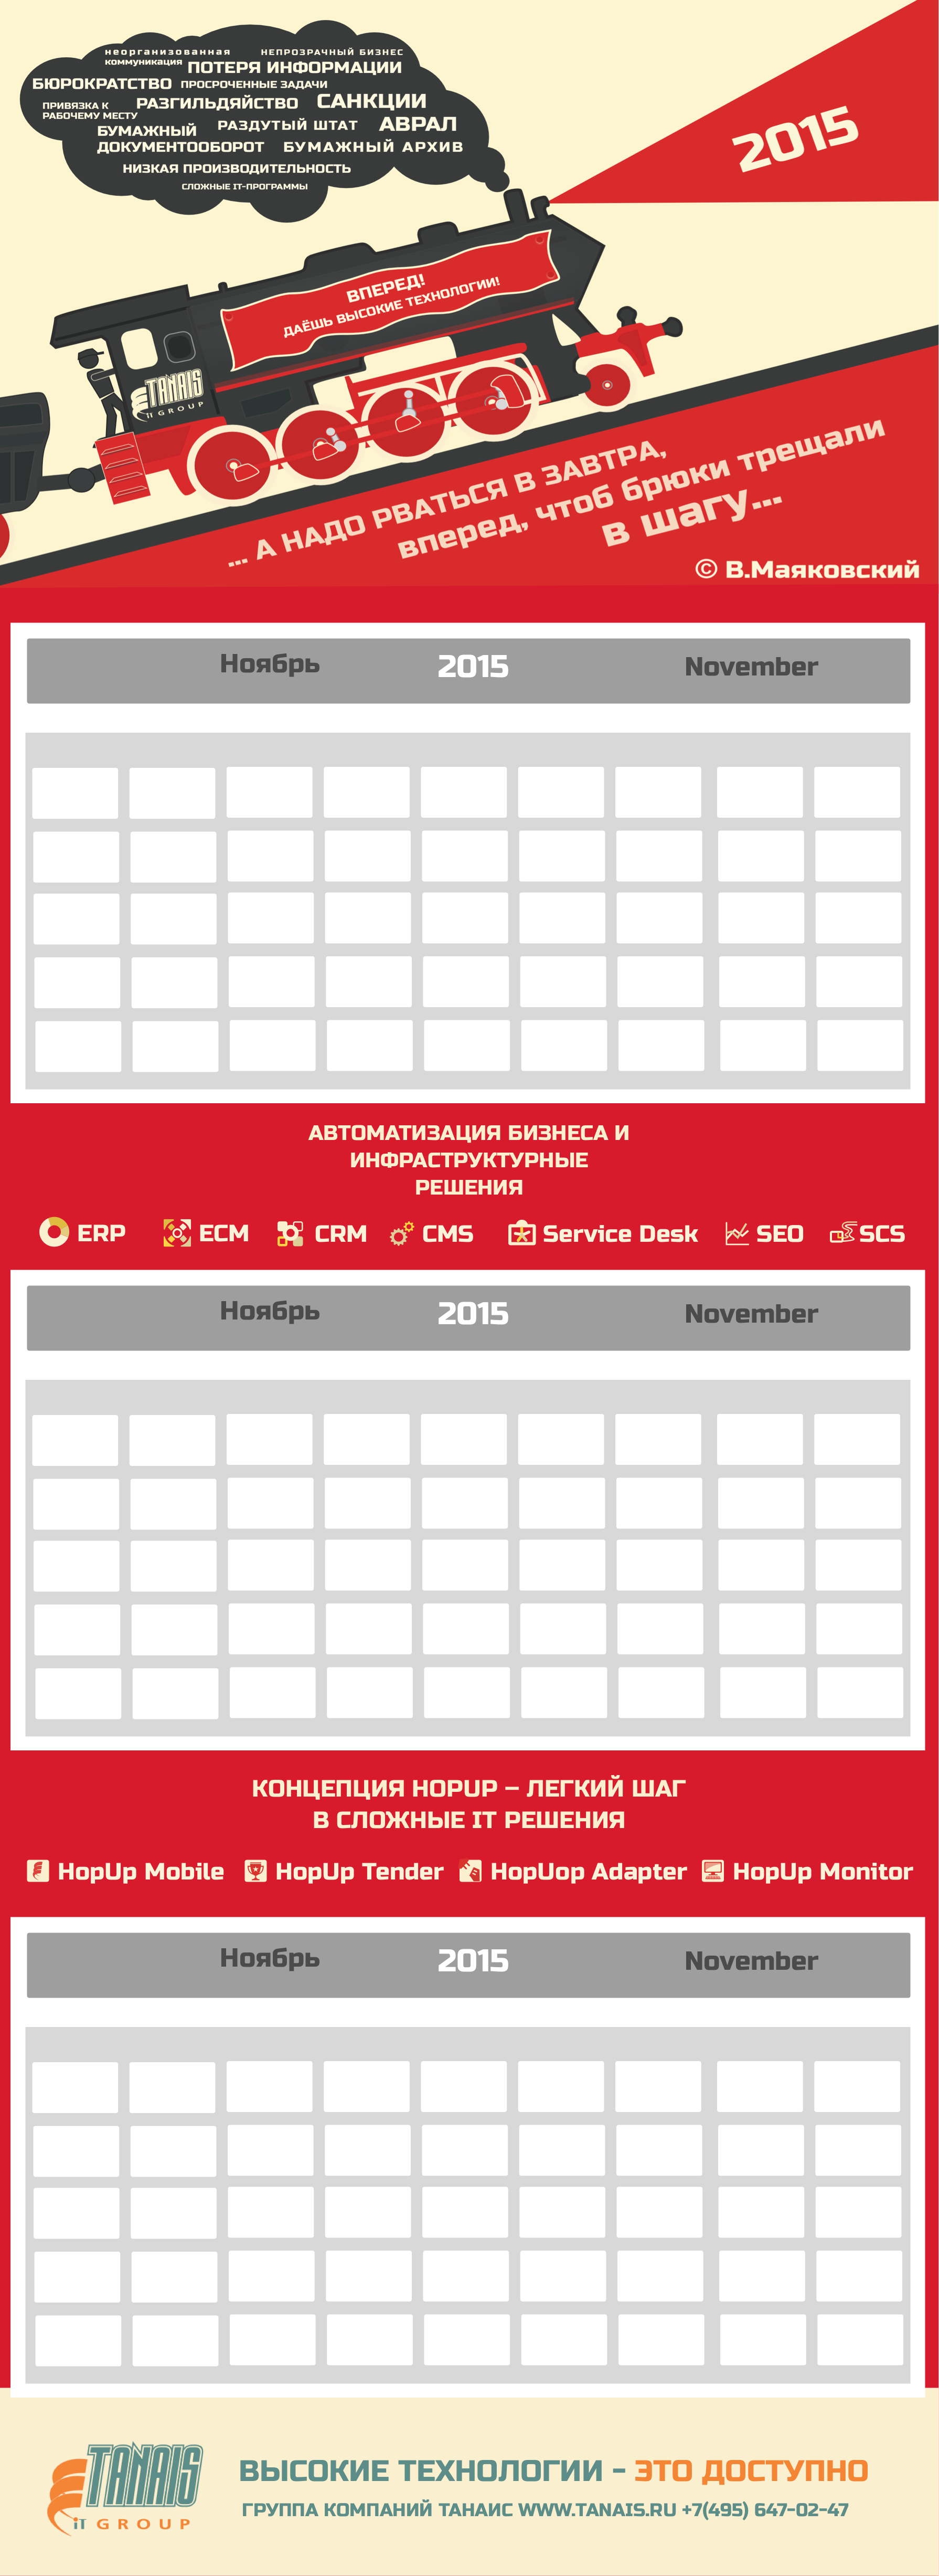 неорганизованная
коммуникация
НЕПРОЗРАЧНЫЙ БИЗНЕС
ПОТЕРЯ ИНФОРМАЦИИ
БЮРОКРАТСТВО
ПРОСРОЧЕННЫЕ ЗАДАЧИ
ПРИВЯЗКА К
РАБОЧЕМУ МЕСТУ
РАЗГИЛЬДЯЙСТВО
САНКЦИИ
БУМАЖНЫЙ
ДОКУМЕНТООБОРОТ
РАЗДУТЫЙ ШТАТ
АВРАЛ
БУМАЖНЫЙ АРХИВ
НИЗКАЯ ПРОИЗВОДИТЕЛЬНОСТЬ
СЛОЖНЫЕ IT-ПРОГРАММЫ
2015
ВПЕРЕД!
ДАЁШЬ ВЫСОКИЕ ТЕХНОЛОГИИ!
TANAIS
iT GROUP
... А НАДО РВАТЬСЯ В ЗАВТРА,
вперед, чтоб брюки трещали
в шагу...
© В.Маяковский
Ноябрь 2015 November
АВТОМАТИЗАЦИЯ БИЗНЕСА И
ИНФРАСТРУКТУРНЫЕ
РЕШЕНИЯ
ERP ECM CRM CMS Service Desk SEO SCS
Ноябрь 2015 November
КОНЦЕПЦИЯ HOPUP – ЛЕГКИЙ ШАГ
В СЛОЖНЫЕ IT РЕШЕНИЯ
HopUp Mobile HopUp Tender HopUop Adapter HopUp Monitor
Ноябрь 2015 November
TANAIS
iT GROUP
ВЫСОКИЕ ТЕХНОЛОГИИ - ЭТО ДОСТУПНО
ГРУППА КОМПАНИЙ ТАНАИС WWW.TANAIS.RU +7(495) 647-02-47